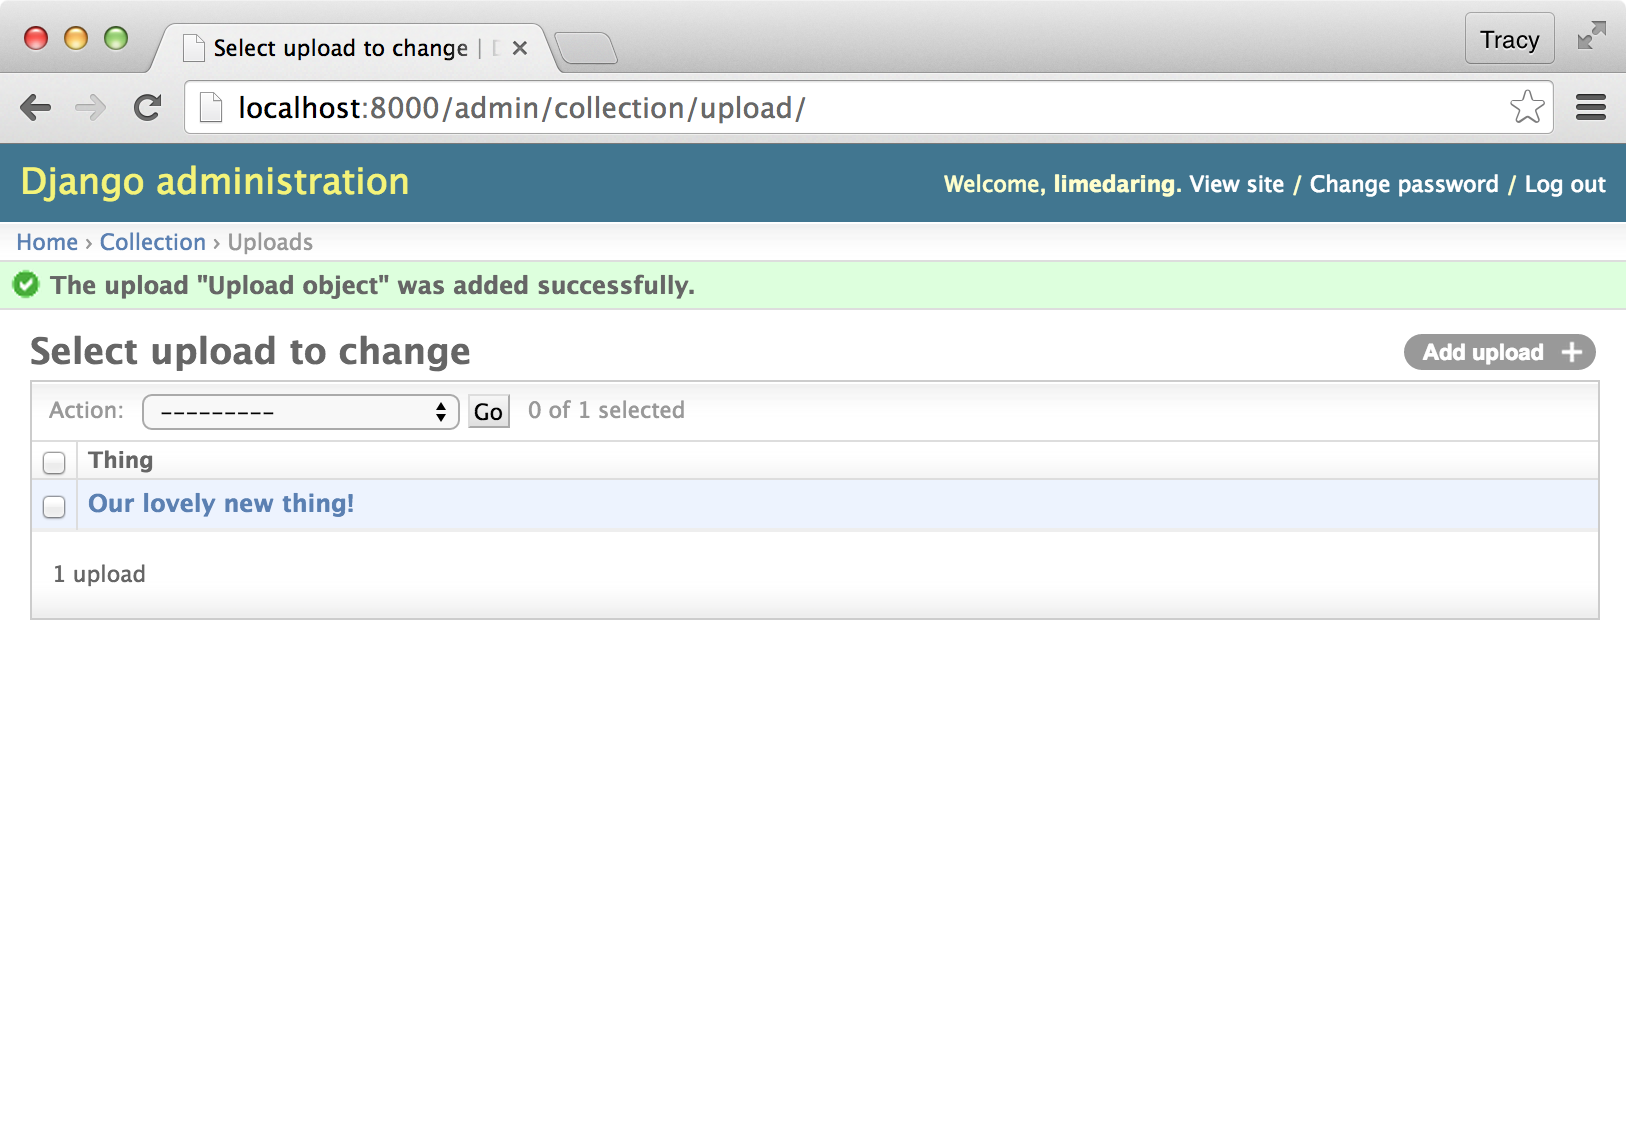 Select upload to change |
Tracy
localhost:8000/admin/collection/upload/
Django administration
Welcome, limedaring. View site / Change password / Log out
Home › Collection › Uploads
The upload "Upload object" was added successfully.
Select upload to change
Add upload +
Action: --------- Go 0 of 1 selected
Thing
Our lovely new thing!
1 upload